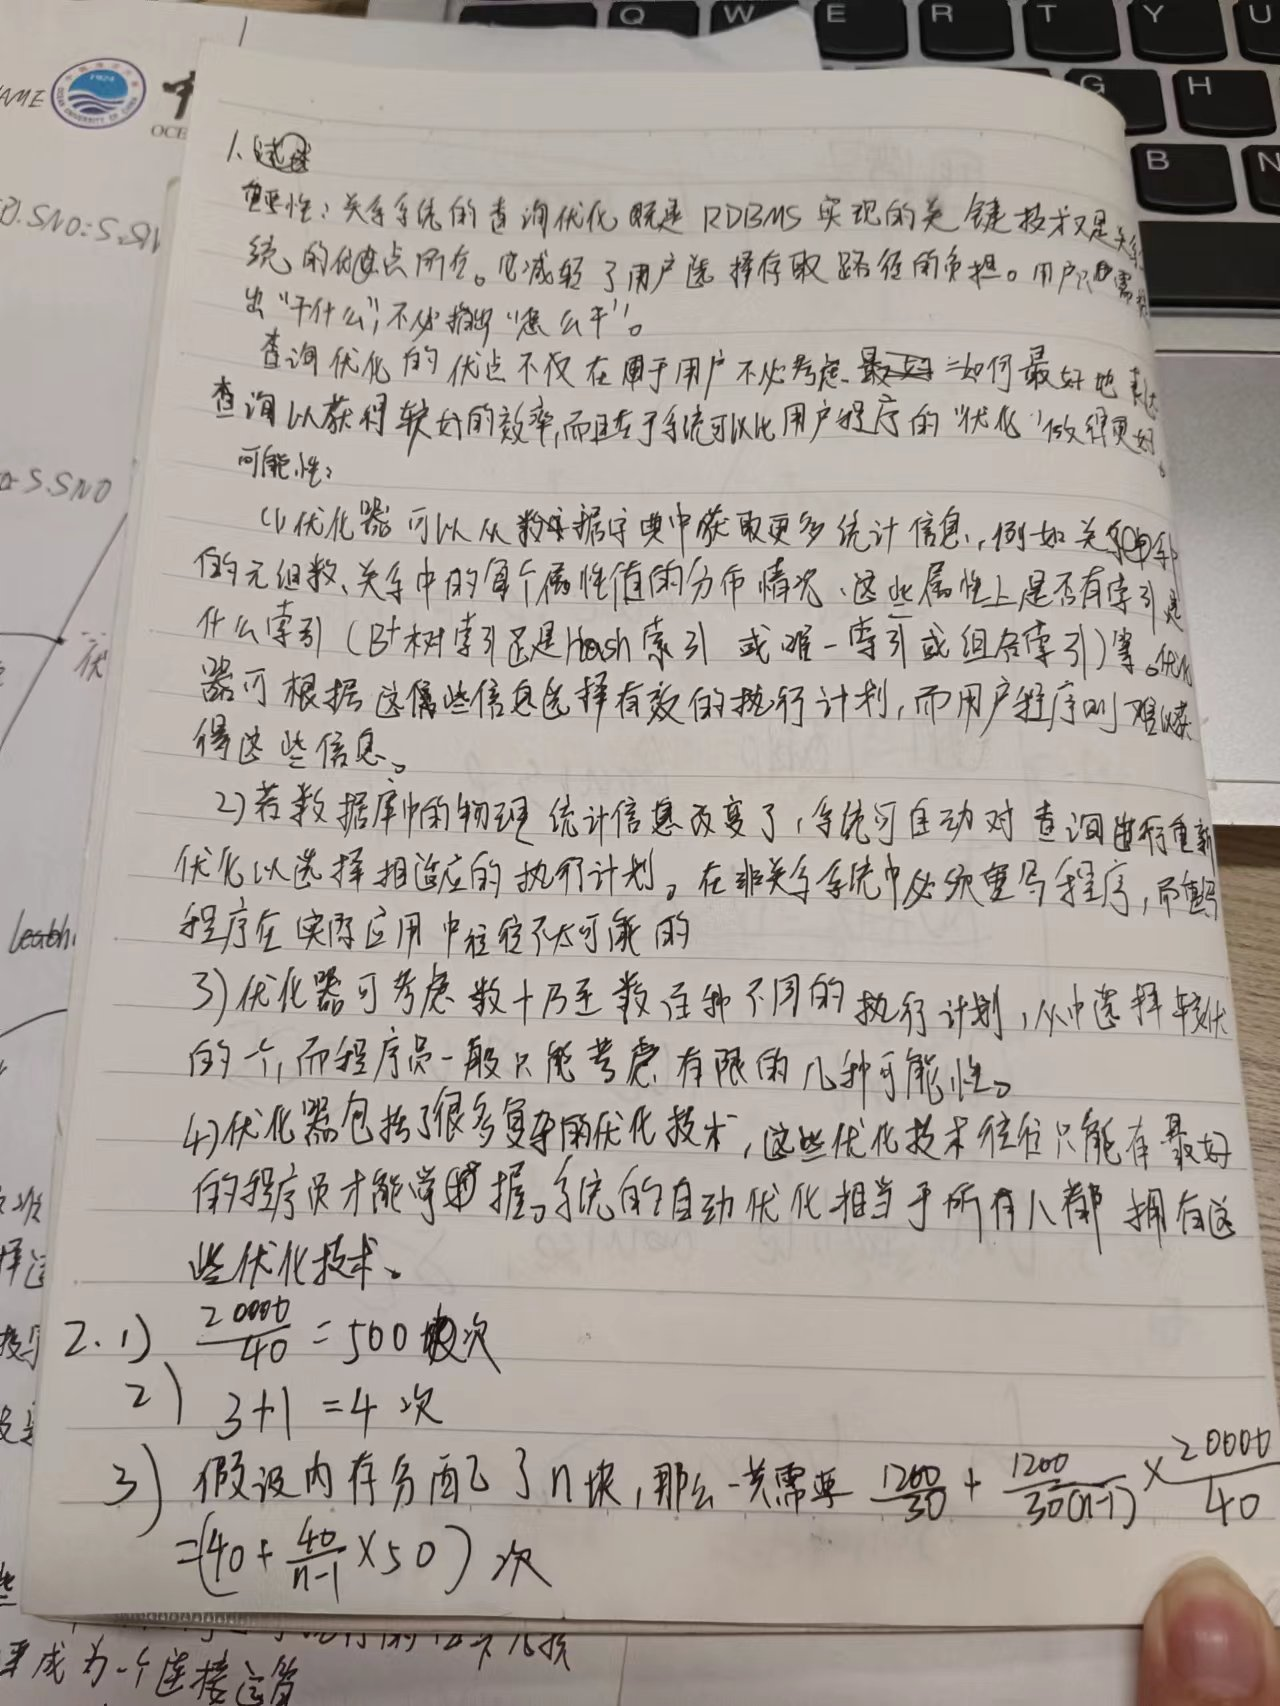 Q W E R T Y U
G H
B N
AME
OCE
.SNO=S.SN
S.SNO
1、
重要性：关系系统的查询优化既是RDBMS实现的关键技术又是关系
统的优点所在。它减轻了用户选择存取路径的负担。用户只需
出“干什么”，不必指出“怎么干”。
查询优化的优点不仅在于用户不必考虑如何最好地表达
查询以获得较好的效率，而且在于系统可以比用户程序的“优化”做得更好。
可能性：
(1)优化器可以从数据字典中获取更多统计信息，例如关系
的元组数、关系中的每个属性值的分布情况、这些属性上是否有索引是
什么索引（B+树索引还是Hash索引或唯一索引或组合索引）等。优化
器可根据这些信息选择有效的执行计划，而用户程序则难以获
得这些信息。
2)若数据库中的物理统计信息改变了，系统可自动对查询进行重新
优化以选择相适应的执行计划。在非关系系统中必须重写程序，而重写
程序在实际应用中往往不太可能的
3)优化器可考虑数十乃至数百种不同的执行计划，从中选择较优
的一个，而程序员一般只能考虑有限的几种可能性。
4)优化器包括了很多复杂的优化技术，这些优化技术往往只能有最好
的程序员才能掌握。系统的自动优化相当于所有人都拥有这
些优化技术。
2.1) 20000/40 = 500次
2) 3+1 = 4 次
3) 假设内存分配了n块，那么一共需要 1200/30 + 1200/30(n-1) × 20000/40
=(40 + 40/n-1 × 50) 次
成为一个连接运算